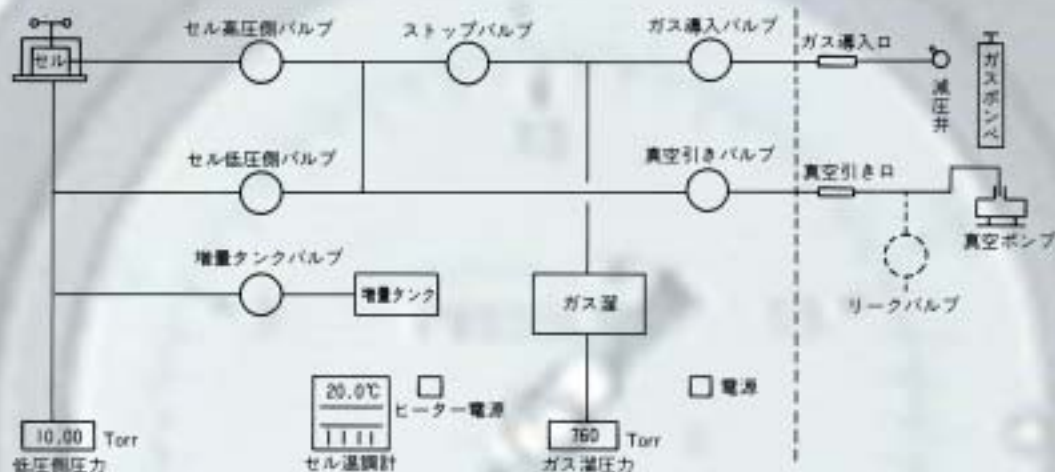 セル高圧側バルブ
ストップバルブ
ガス導入バルブ
ガス導入口
セル
減圧井
ガスボンベ
セル低圧側バルブ
真空引きバルブ
真空引き口
真空ポンプ
増量タンクバルブ
増量タンク
ガス溜
リークバルブ
20.0℃
ヒーター電源
電源
10.00 Torr
低圧側圧力
セル温調計
760 Torr
ガス溜圧力